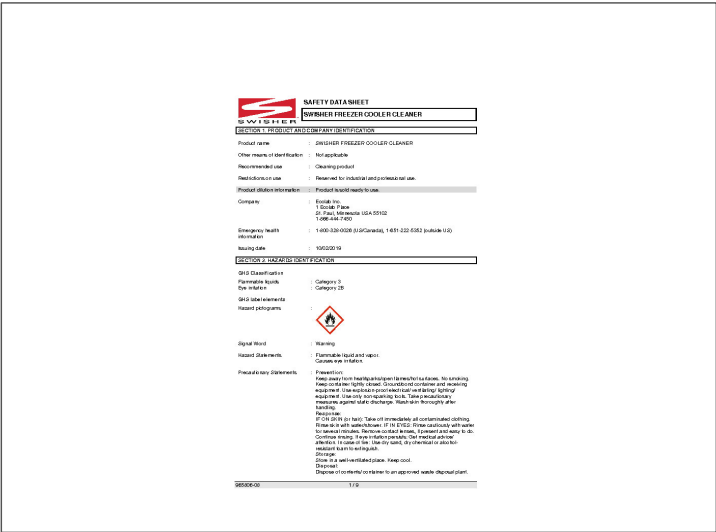 SAFETY DATA SHEET
SWISHER FREEZER COOLER CLEANER
SWISHER
SECTION 1. PRODUCT AND COMPANY IDENTIFICATION
Product name : SWISHER FREEZER COOLER CLEANER
Other means of identification : Not applicable
Recommended use : Cleaning product
Restrictions on use : Reserved for industrial and professional use.
Product dilution information : Product is sold ready to use.
Company : Ecolab Inc.
1 Ecolab Place
St. Paul, Minnesota USA 55102
1-866-444-7450
Emergency health information : 1-800-328-0026 (US/Canada), 1-651-222-5352 (outside US)
Issuing date : 10/02/2019
SECTION 2. HAZARDS IDENTIFICATION
GHS Classification
Flammable liquids : Category 3
Eye irritation : Category 2B
GHS label elements
Hazard pictograms :
Signal Word : Warning
Hazard Statements : Flammable liquid and vapor.
Causes eye irritation.
Precautionary Statements : Prevention:
Keep away from heat/sparks/open flames/hot surfaces. No smoking.
Keep container tightly closed. Ground/bond container and receiving
equipment. Use explosion-proof electrical/ ventilating/ lighting/
equipment. Use only non-sparking tools. Take precautionary
measures against static discharge. Wash skin thoroughly after
handling.
Response:
IF ON SKIN (or hair): Take off immediately all contaminated clothing.
Rinse skin with water/shower. IF IN EYES: Rinse cautiously with water
for several minutes. Remove contact lenses, if present and easy to do.
Continue rinsing. If eye irritation persists: Get medical advice/
attention. In case of fire: Use dry sand, dry chemical or alcohol-
resistant foam to extinguish.
Storage:
Store in a well-ventilated place. Keep cool.
Disposal:
Dispose of contents/ container to an approved waste disposal plant.
1 / 9